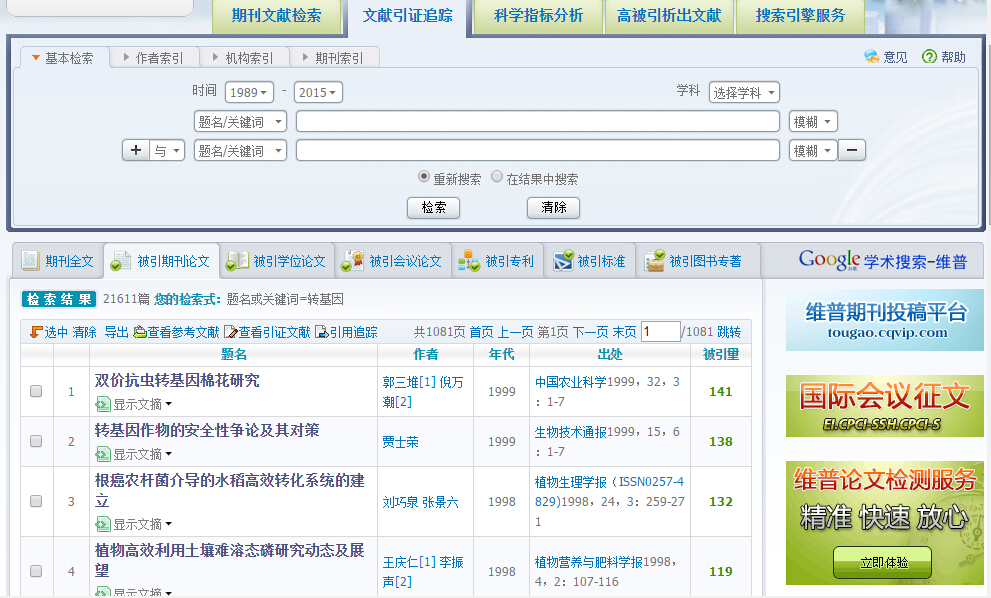 期刊文献检索 文献引证追踪 科学指标分析 高被引析出文献 搜索引擎服务
基本检索 作者索引 机构索引 期刊索引 意见 帮助
时间 1989 - 2015 学科 选择学科
题名/关键词 模糊
+ 与 题名/关键词 模糊 −
重新搜索 在结果中搜索
检索 清除
期刊全文 被引期刊论文 被引学位论文 被引会议论文 被引专利 被引标准 被引图书专著 Google 学术搜索-维普
检索结果 21611篇 您的检索式：题名或关键词=转基因
选中 清除 导出 查看参考文献 查看引证文献 引用追踪 共1081页 首页 上一页 第1页 下一页 末页 1 /1081 跳转
题名 作者 年代 出处 被引量
1 双价抗虫转基因棉花研究 郭三堆[1] 倪万 1999 中国农业科学1999，32，3 141
显示文摘 潮[2] ：1-7
2 转基因作物的安全性争论及其对策 贾士荣 1999 生物技术通报1999，15，6 138
显示文摘 ：1-7
3 根癌农杆菌介导的水稻高效转化系统的建 刘巧泉 张景六 1998 植物生理学报（ISSN0257-4 132
立 829)1998，24，3：259-27
显示文摘 1
4 植物高效利用土壤难溶态磷研究动态及展 王庆仁[1] 李振 1998 植物营养与肥料学报1998， 119
望 声[2] 4，2：107-116
显示文摘
维普期刊投稿平台
tougao.cqvip.com
国际会议征文
EI.CPCI-SSH.CPCI-S
维普论文检测服务
精准 快速 放心
立即体验